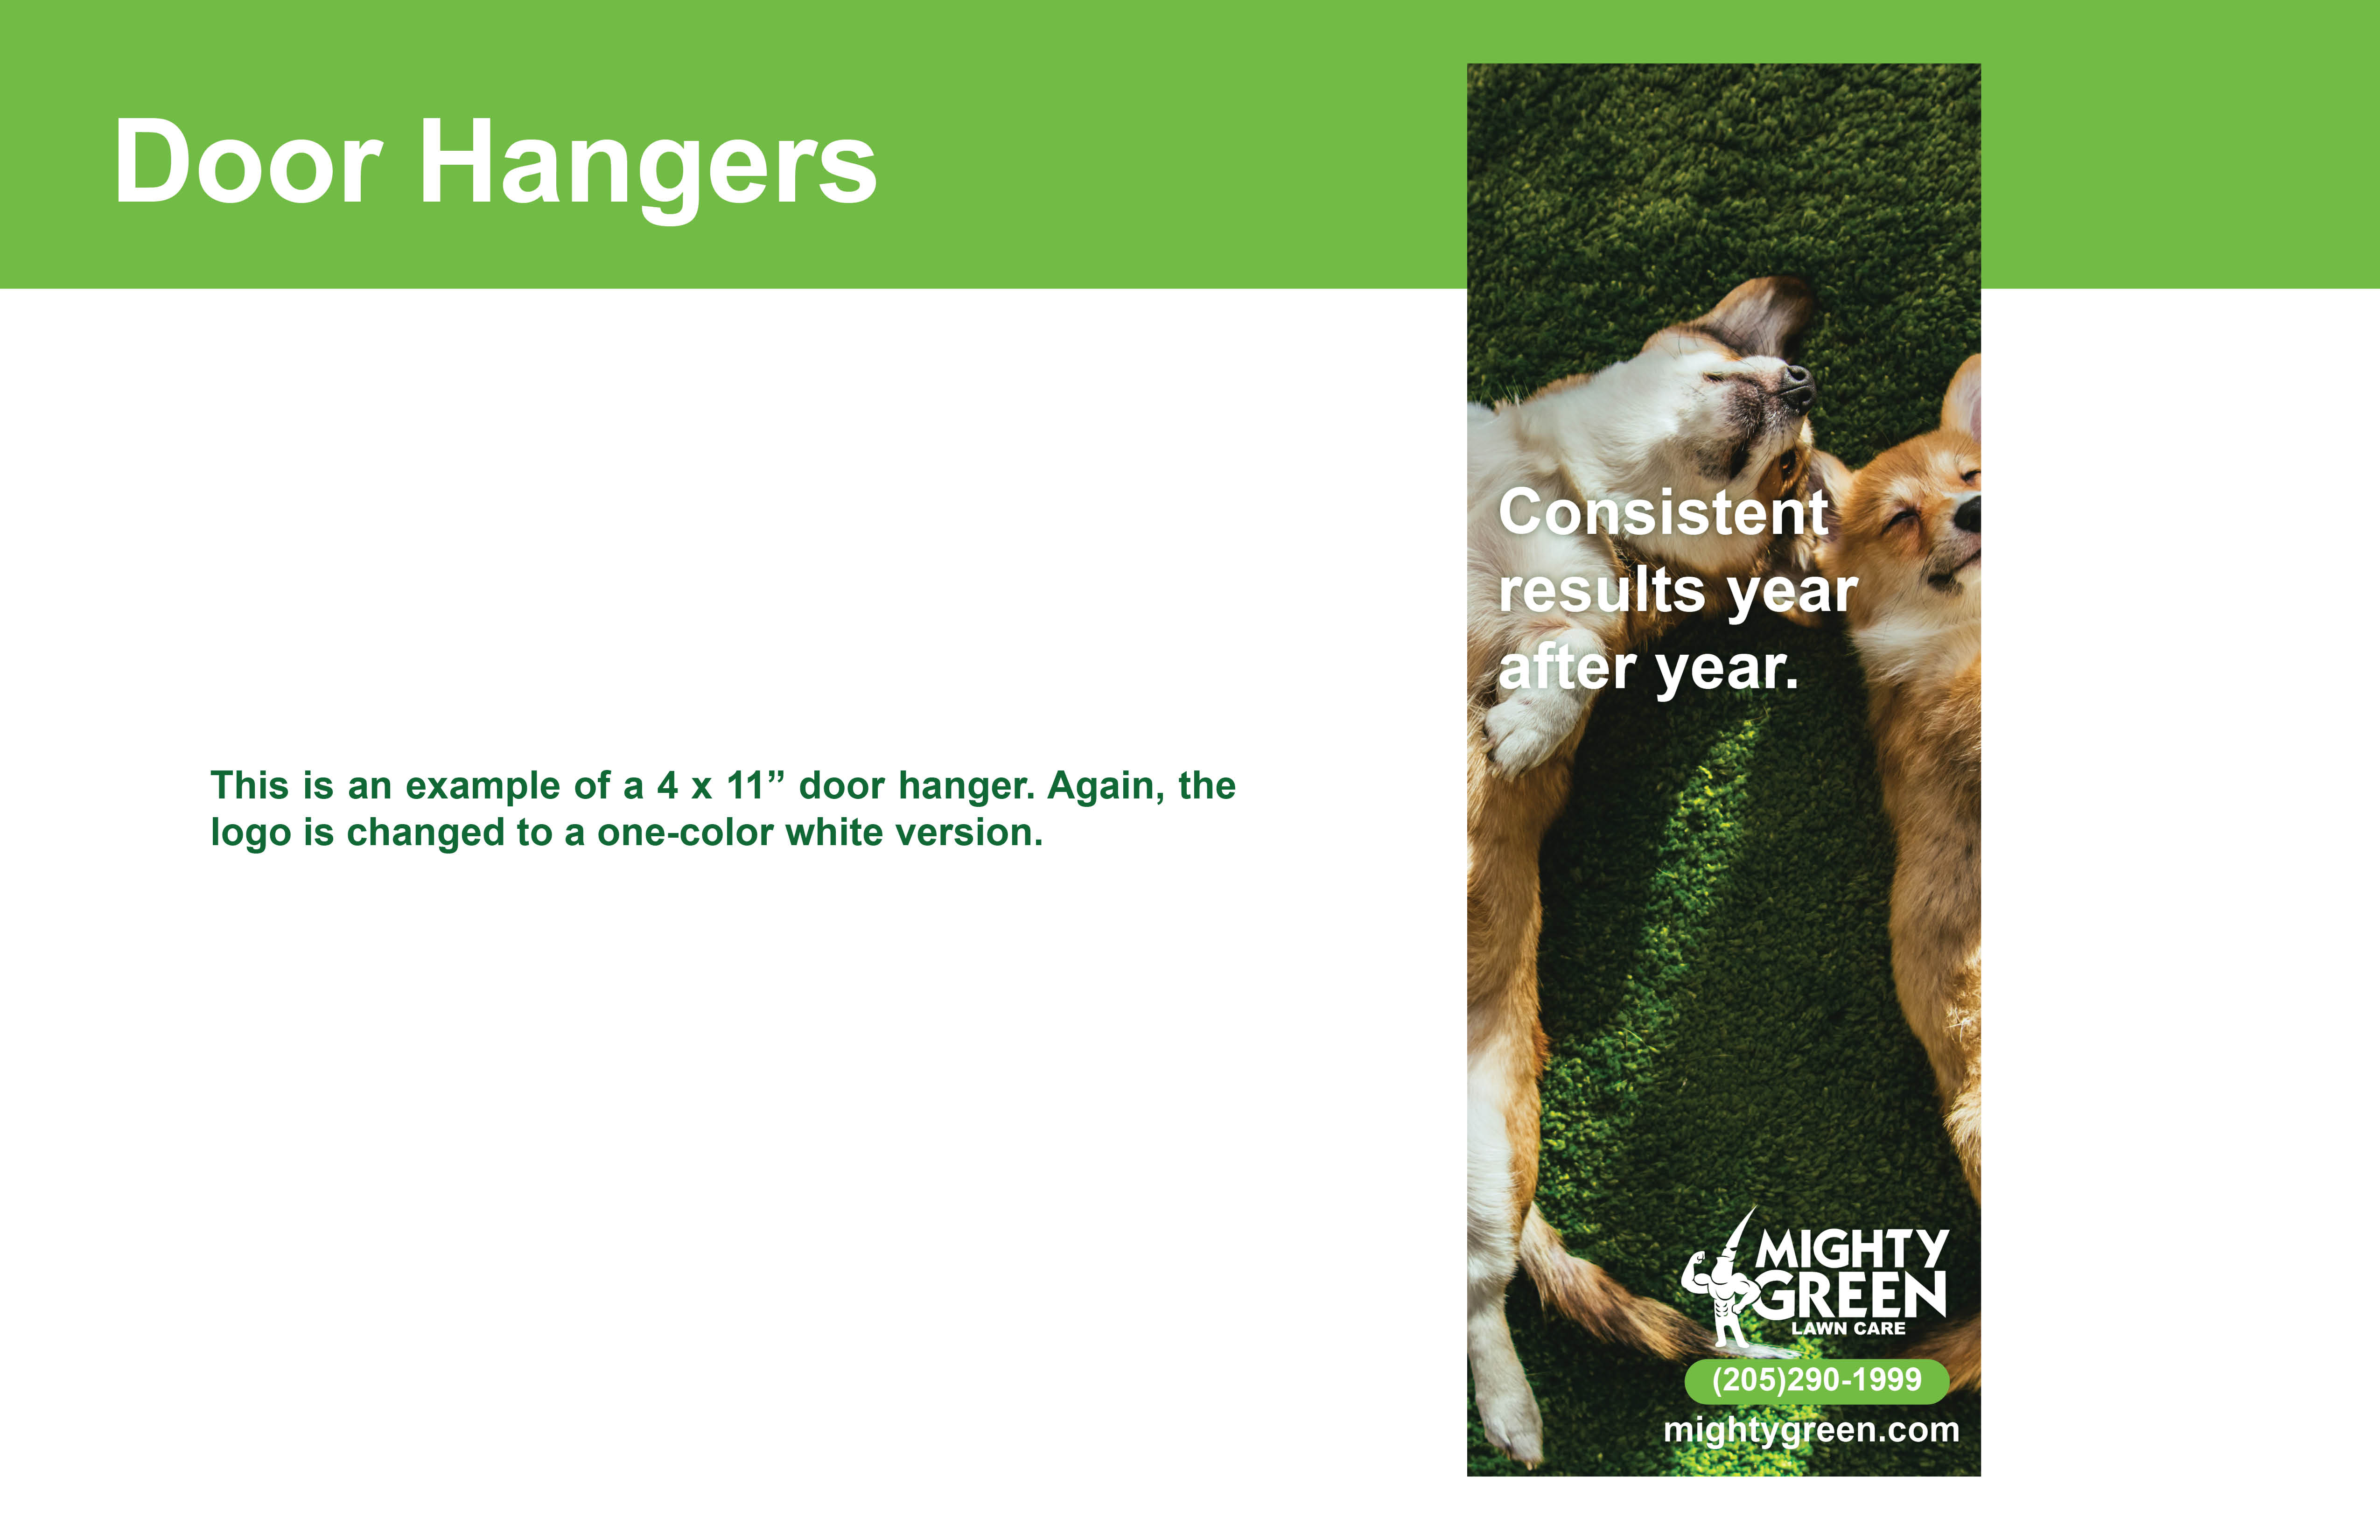 Door Hangers
This is an example of a 4 x 11” door hanger. Again, the
logo is changed to a one-color white version.
Consistent
results year
after year.
MIGHTY
GREEN
LAWN CARE
(205)290-1999
mightygreen.com